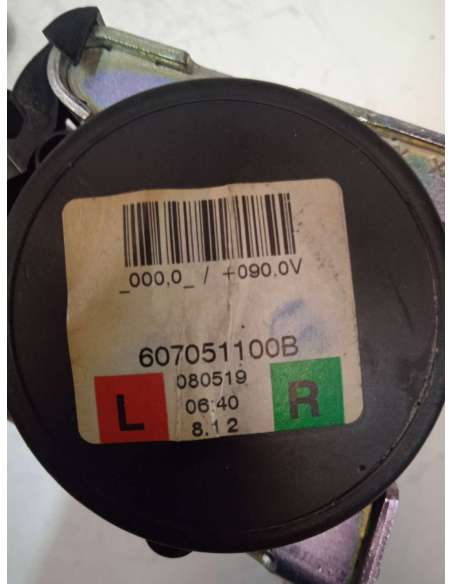 _000,0_ / +090.0V
607051100B
080519
L
06:40
R
8.12